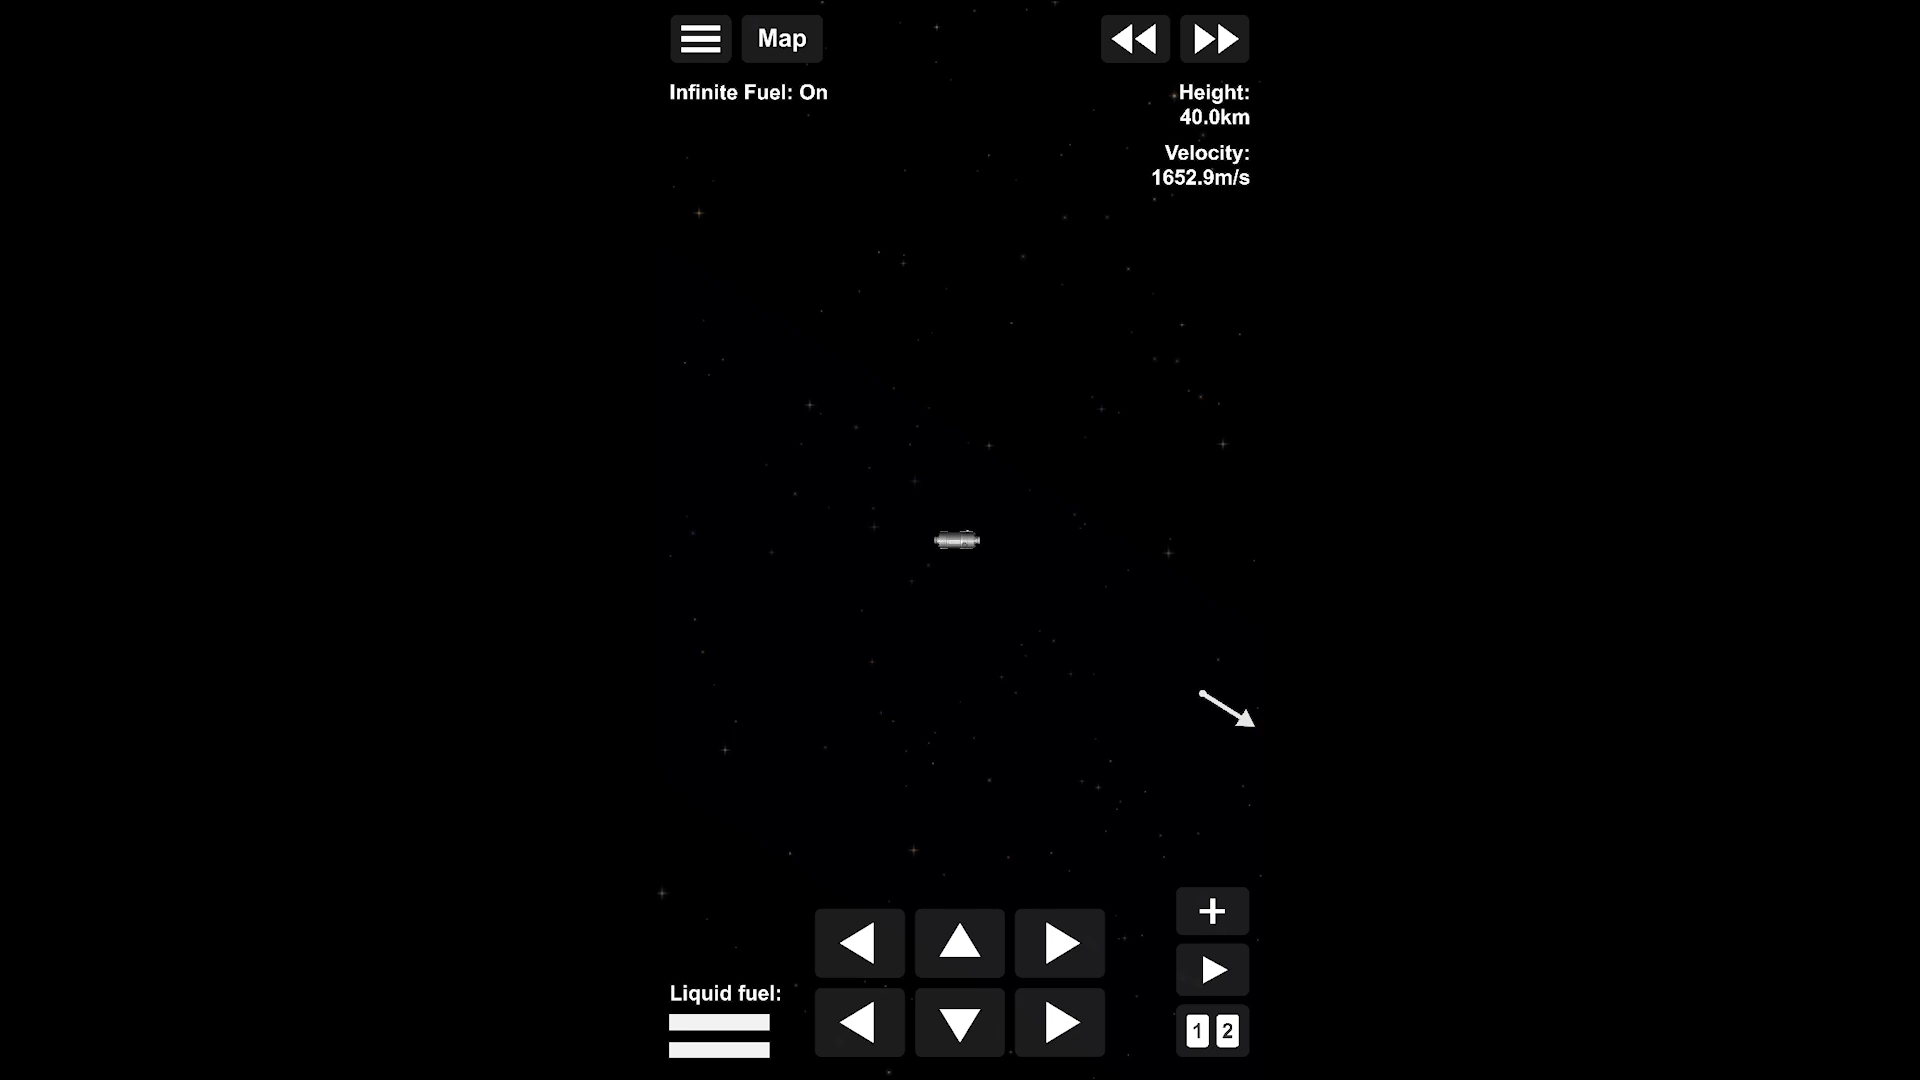 Map
Infinite Fuel: On
Height:
40.0km
Velocity:
1652.9m/s
Liquid fuel:
1 2